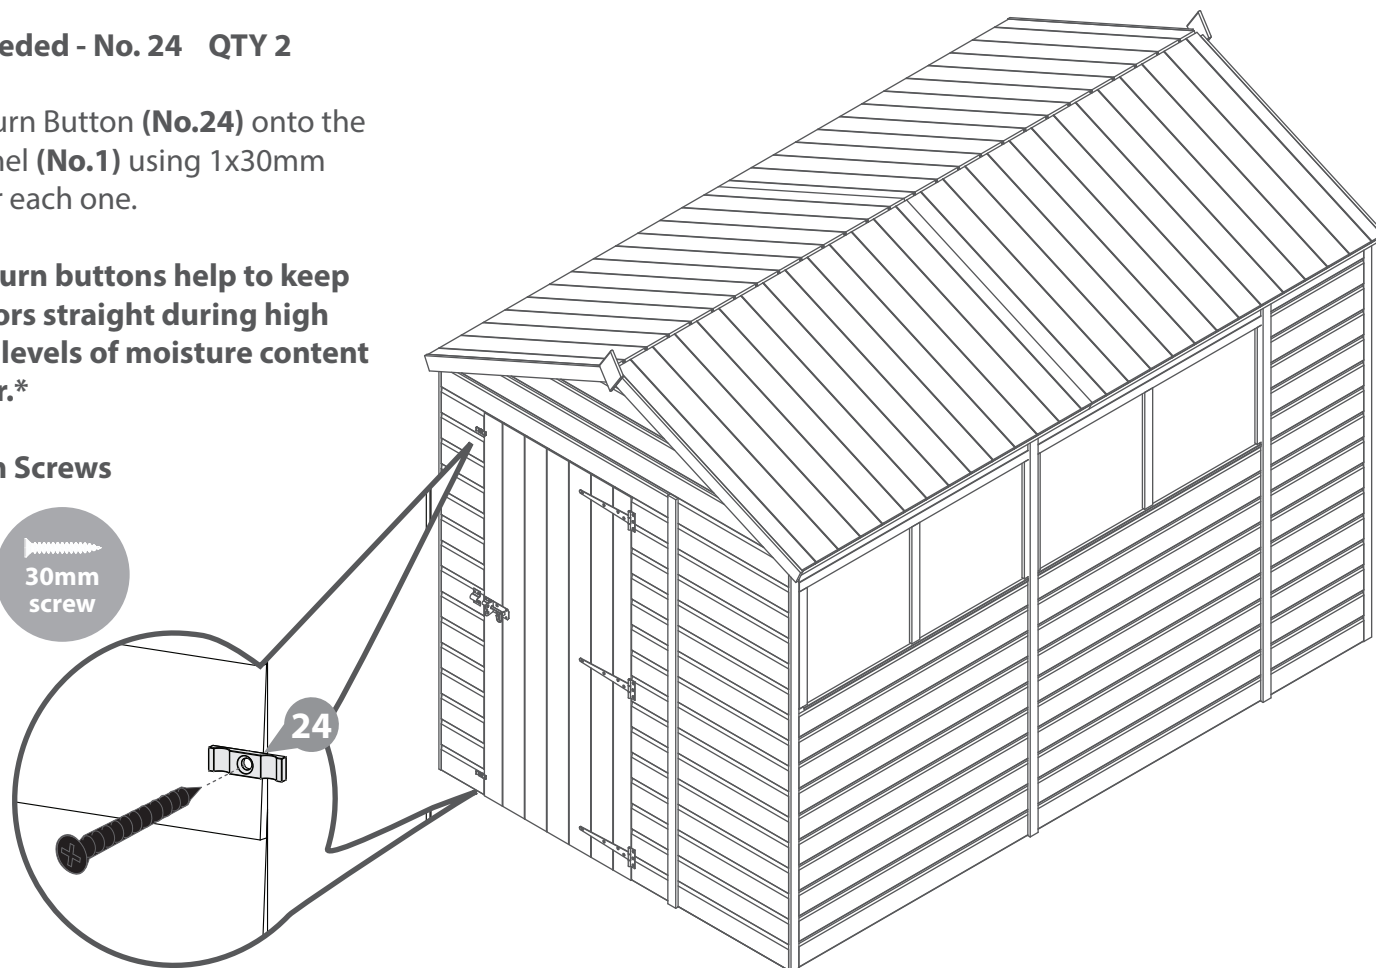 eded - No. 24 QTY 2
urn Button (No.24) onto the
nel (No.1) using 1x30mm
r each one.
urn buttons help to keep
ors straight during high
levels of moisture content
r.*
n Screws
30mm
screw
24